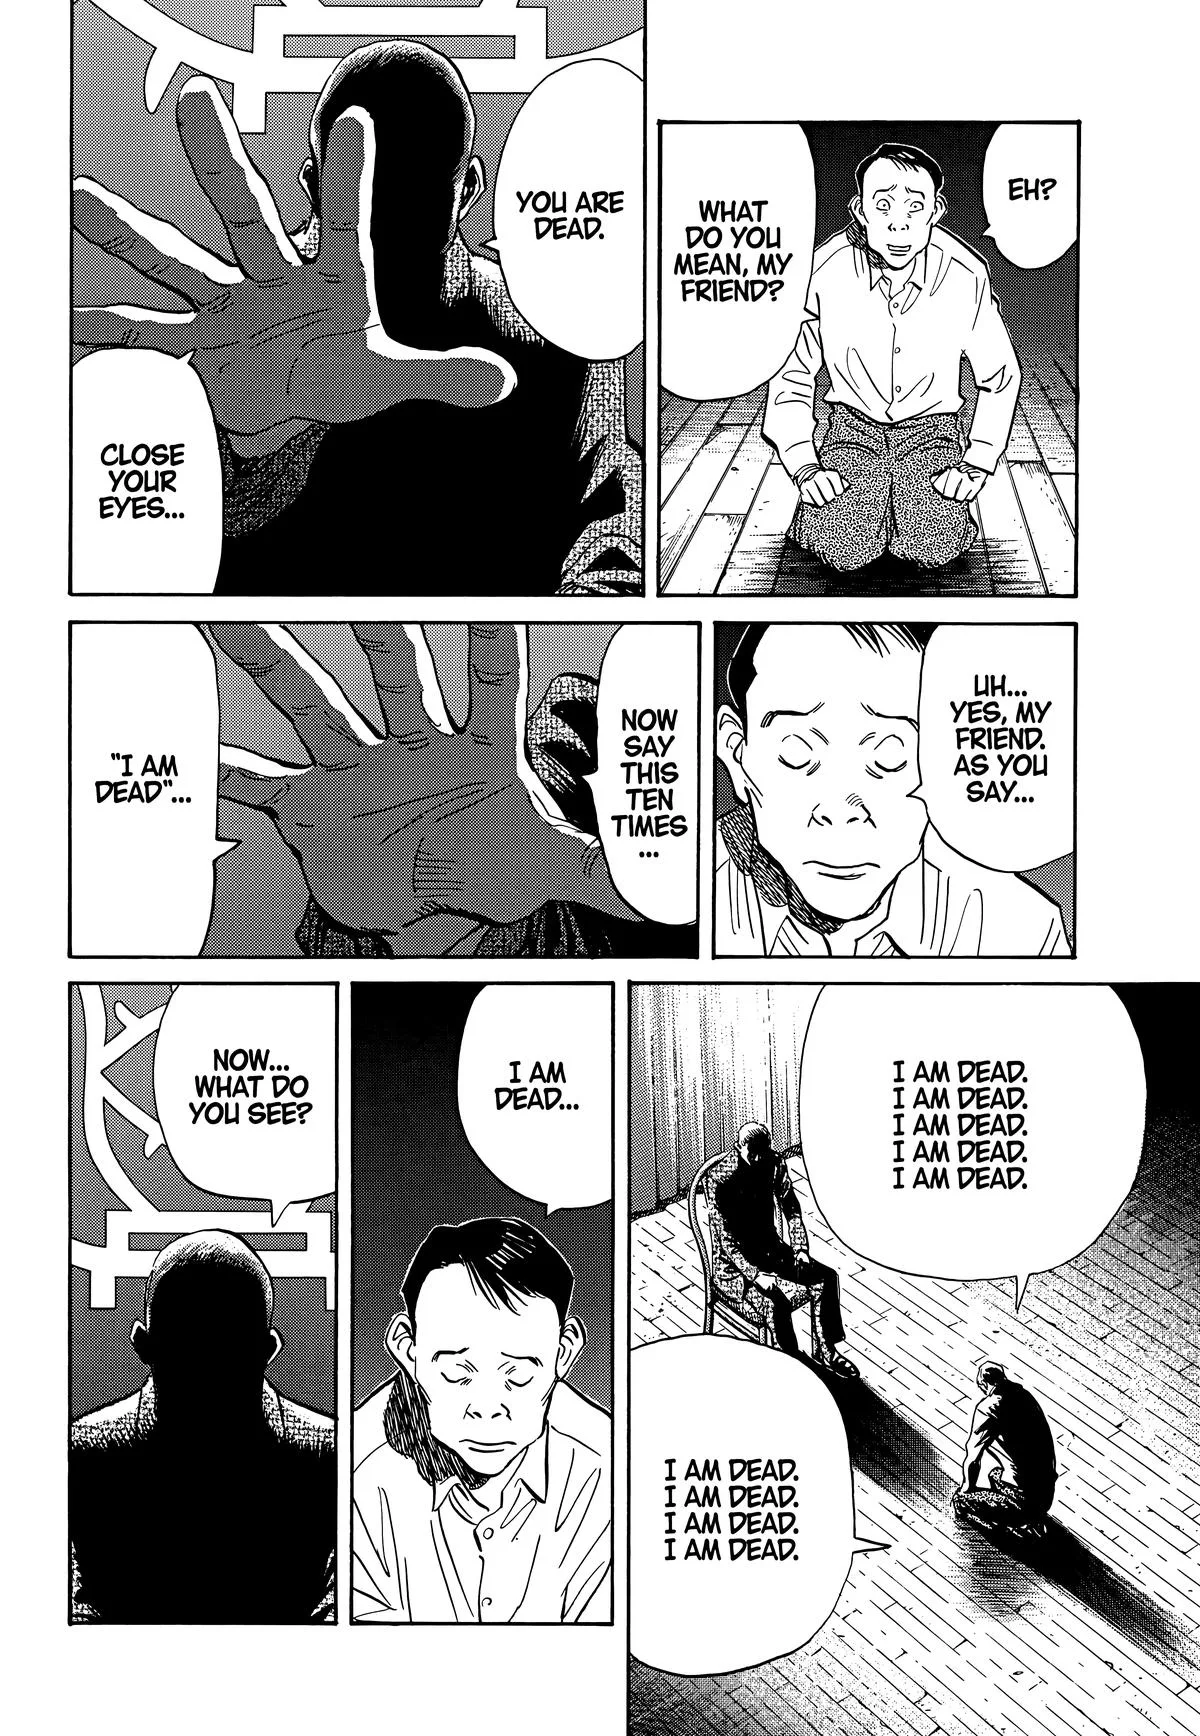 EH?
WHAT
DO YOU
MEAN, MY
FRIEND?
YOU ARE
DEAD.
CLOSE
YOUR
EYES...
UH...
YES, MY
FRIEND.
AS YOU
SAY...
NOW
SAY
THIS
TEN
TIMES
...
"I AM
DEAD"...
I AM DEAD.
I AM DEAD.
I AM DEAD.
I AM DEAD.
I AM DEAD.
I AM DEAD.
I AM DEAD.
I AM DEAD.
I AM DEAD.
I AM
DEAD...
NOW...
WHAT DO
YOU SEE?